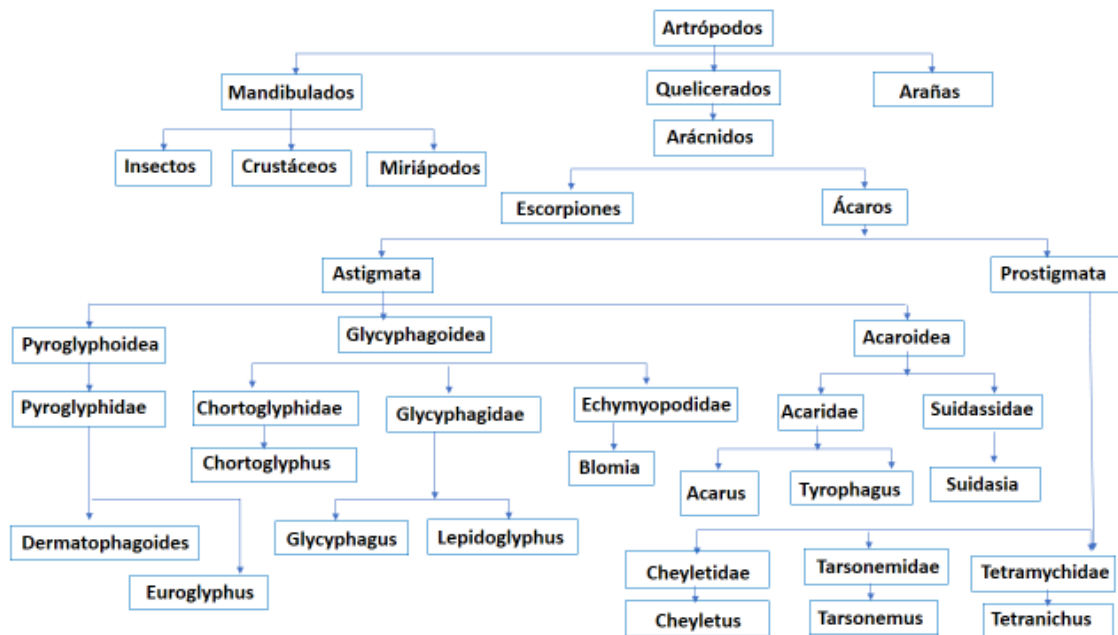 Artrópodos
Mandibulados
Quelicerados
Arañas
Arácnidos
Insectos
Crustáceos
Miriápodos
Escorpiones
Ácaros
Astigmata
Prostigmata
Pyroglyphoidea
Glycyphagoidea
Acaroidea
Pyroglyphidae
Chortoglyphidae
Glycyphagidae
Echymyopodidae
Acaridae
Suidassidae
Chortoglyphus
Blomia
Acarus
Tyrophagus
Suidasia
Dermatophagoides
Glycyphagus
Lepidoglyphus
Euroglyphus
Cheyletidae
Tarsonemidae
Tetramychidae
Cheyletus
Tarsonemus
Tetranichus